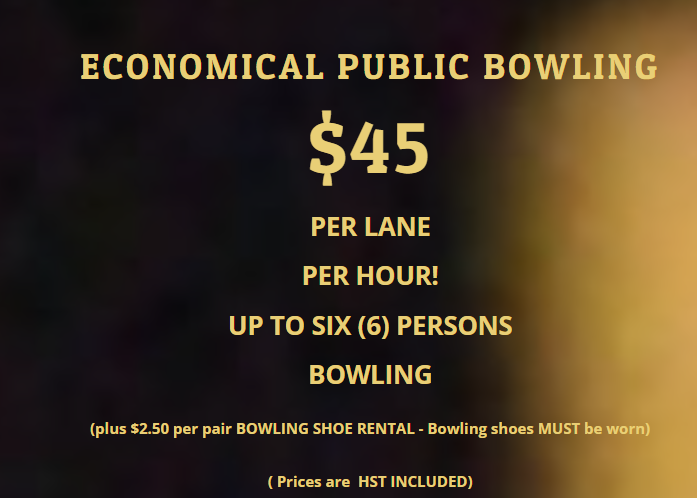 ECONOMICAL PUBLIC BOWLING
$45
PER LANE
PER HOUR!
UP TO SIX (6) PERSONS
BOWLING
(plus $2.50 per pair BOWLING SHOE RENTAL - Bowling shoes MUST be worn)
( Prices are  HST INCLUDED)